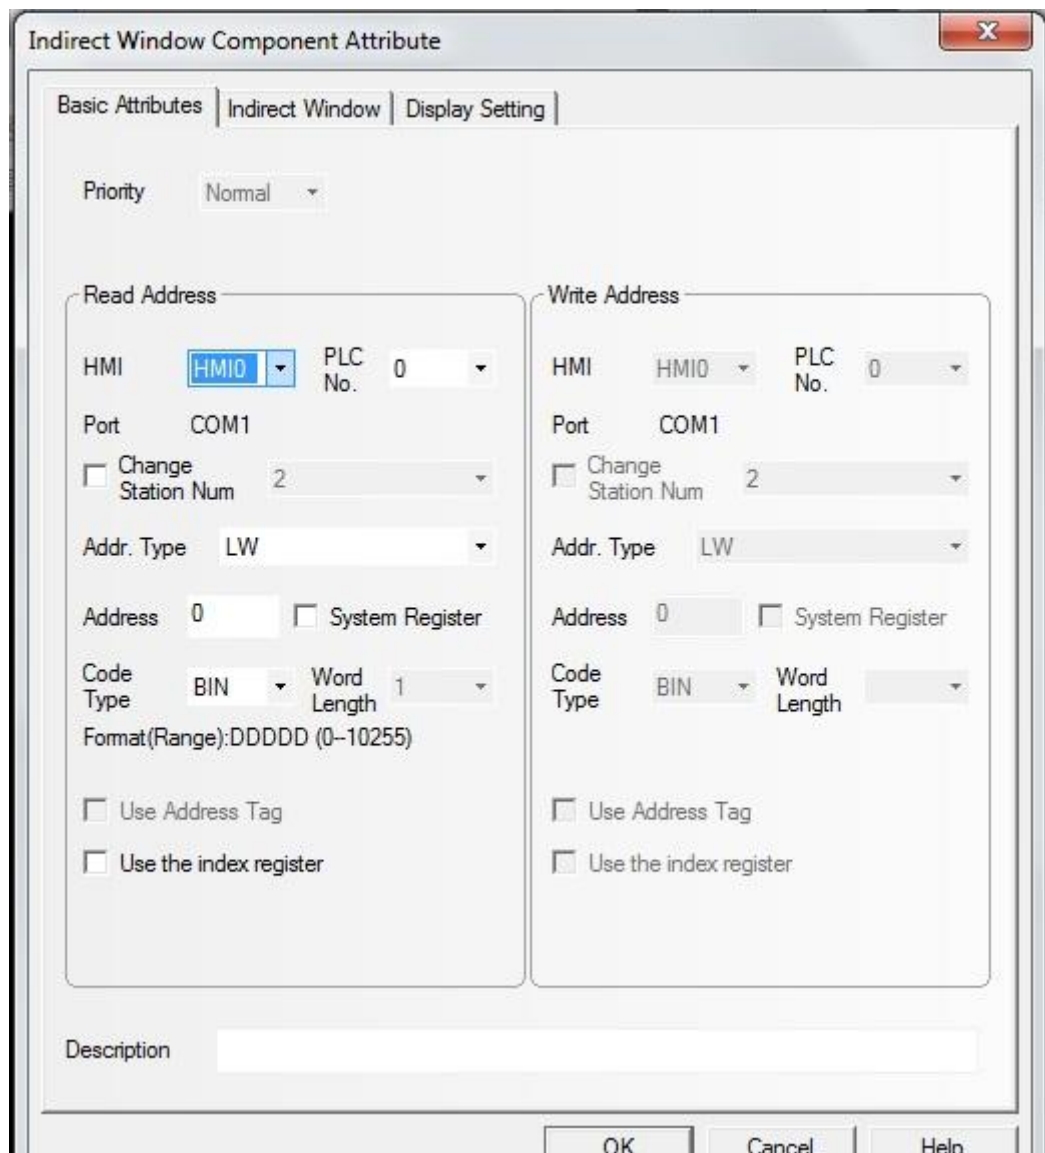 Indirect Window Component Attribute
Basic Attributes Indirect Window Display Setting
Priority Normal
Read Address
HMI HMI0 PLC No. 0
Port COM1
Change Station Num 2
Addr. Type LW
Address 0 System Register
Code Type BIN Word Length 1
Format(Range):DDDDD (0--10255)
Use Address Tag
Use the index register
Write Address
HMI HMI0 PLC No. 0
Port COM1
Change Station Num 2
Addr. Type LW
Address 0 System Register
Code Type BIN Word Length
Use Address Tag
Use the index register
Description
OK Cancel Help